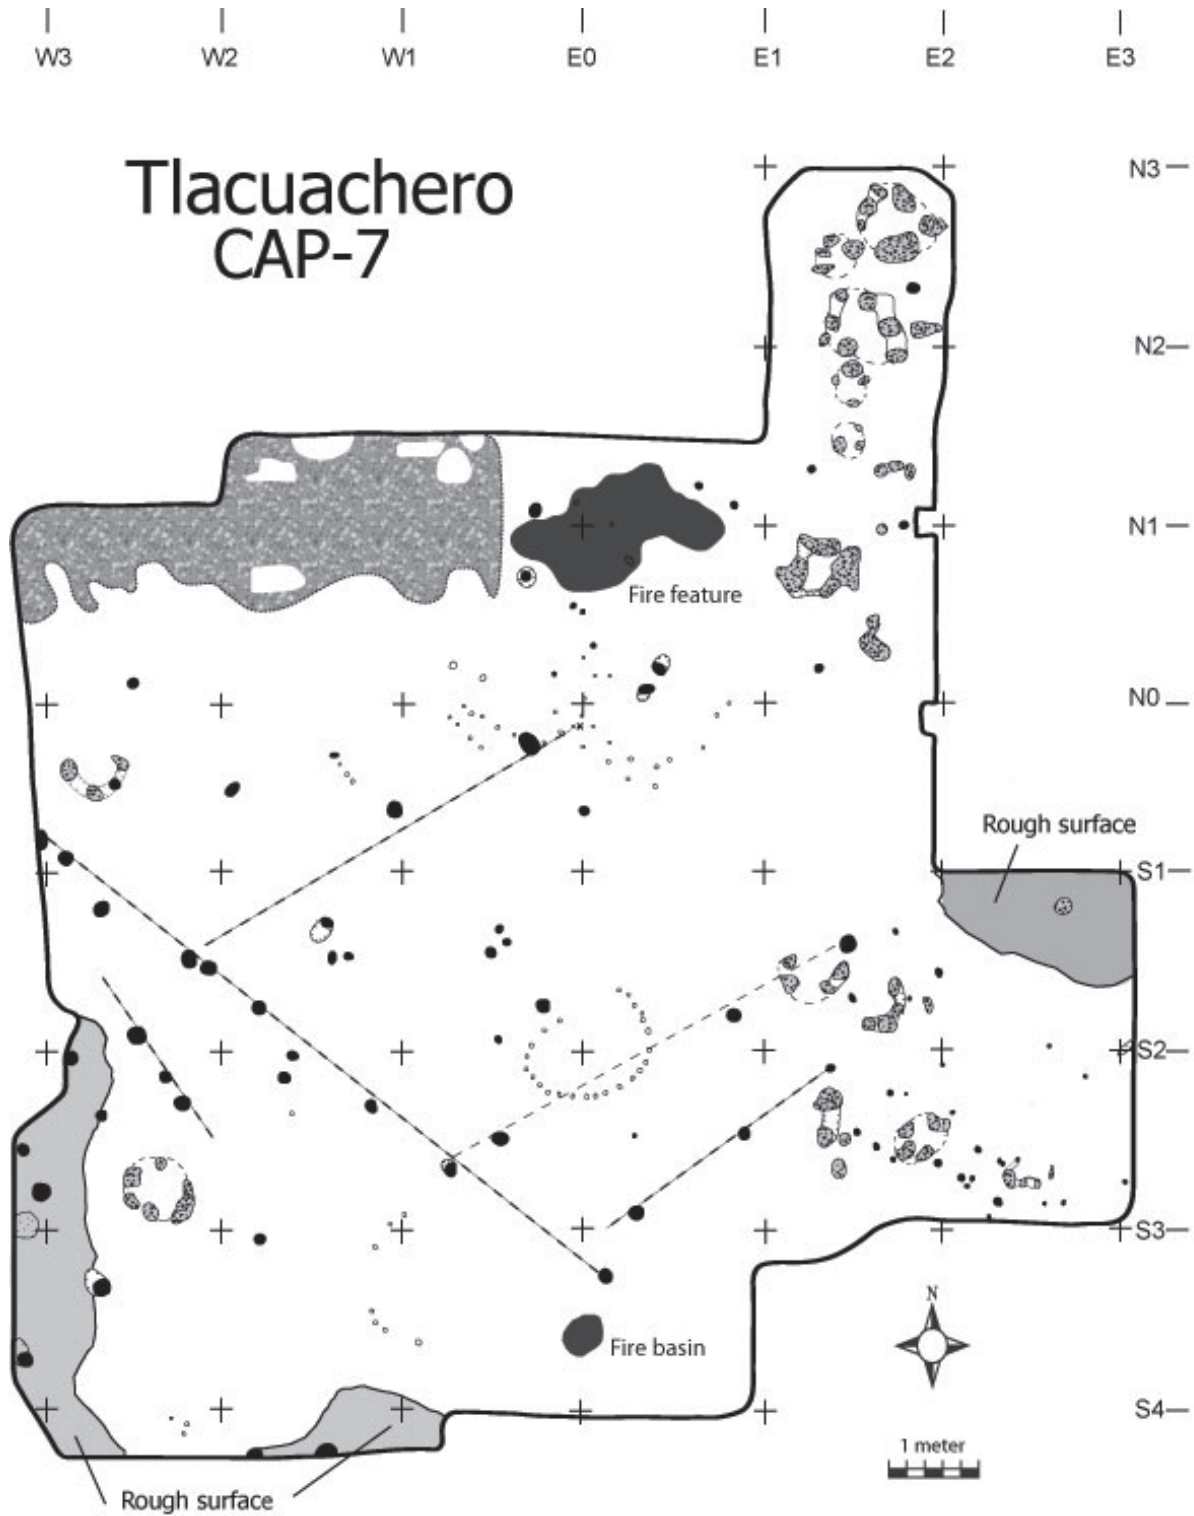 W3 W2 W1 E0 E1 E2 E3
Tlacuachero
CAP-7
N3
N2
N1
Fire feature
N0
Rough surface
S1
S2
S3
N
Fire basin
S4
1 meter
Rough surface